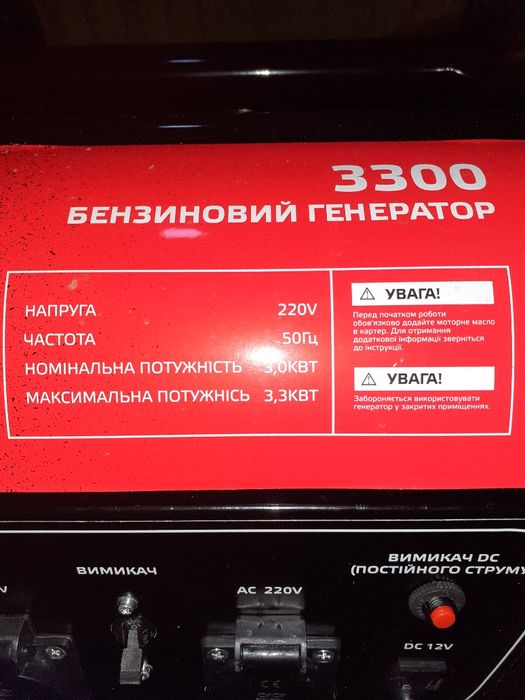 3300
БЕНЗИНОВИЙ ГЕНЕРАТОР
НАПРУГА 220V
ЧАСТОТА 50Гц
НОМІНАЛЬНА ПОТУЖНІСТЬ 3,0КВТ
МАКСИМАЛЬНА ПОТУЖНІСЬ 3,3КВТ
⚠ УВАГА!
Перед початком роботи
обов'язково додайте моторне масло
в картер. Для отримання
додаткової інформації зверніться
до інструкції.
⚠ УВАГА!
Забороняється використовувати
генератор у закритих приміщеннях.
ВИМИКАЧ
AC 220V
ВИМИКАЧ DC
(ПОСТІЙНОГО СТРУМУ
DC 12V
CE